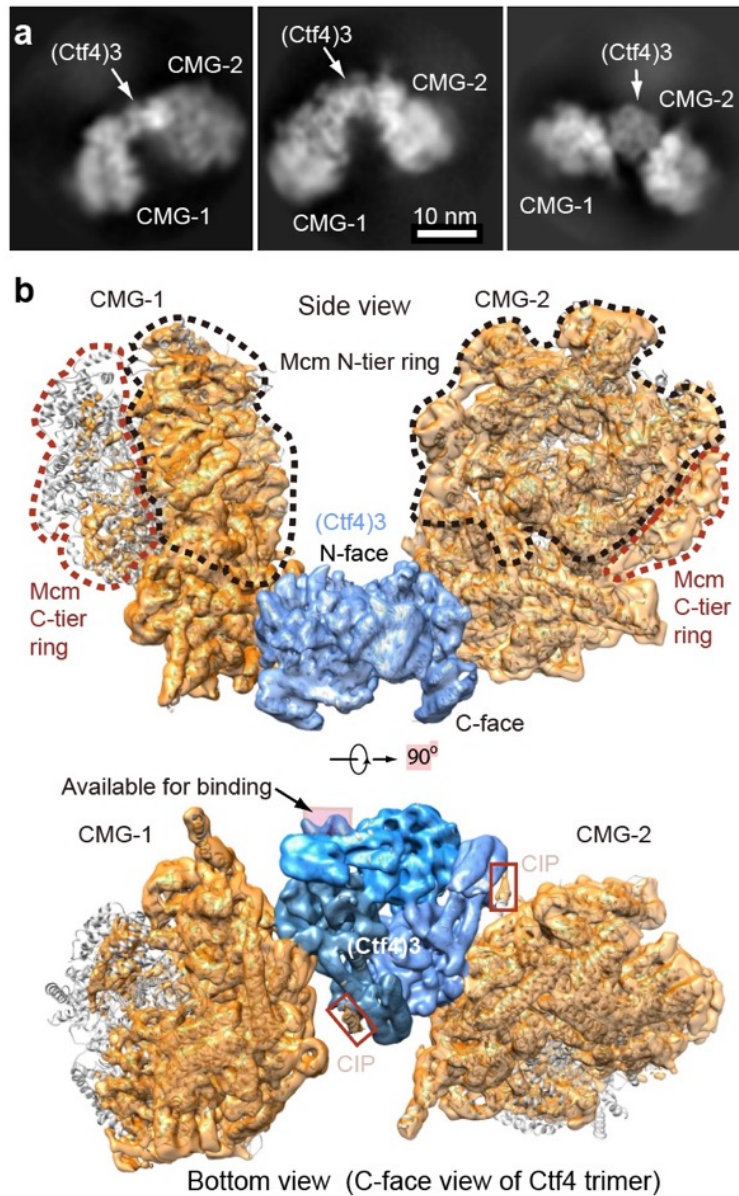 a
(Ctf4)3
CMG-2
CMG-1
(Ctf4)3
CMG-2
CMG-1
10 nm
(Ctf4)3
CMG-2
CMG-1
b
CMG-1
Side view
CMG-2
Mcm N-tier ring
(Ctf4)3
N-face
Mcm
C-tier
ring
Mcm
C-tier
ring
C-face
90°
Available for binding
CMG-1
CMG-2
CIP
(Ctf4)3
CIP
Bottom view (C-face view of Ctf4 trimer)